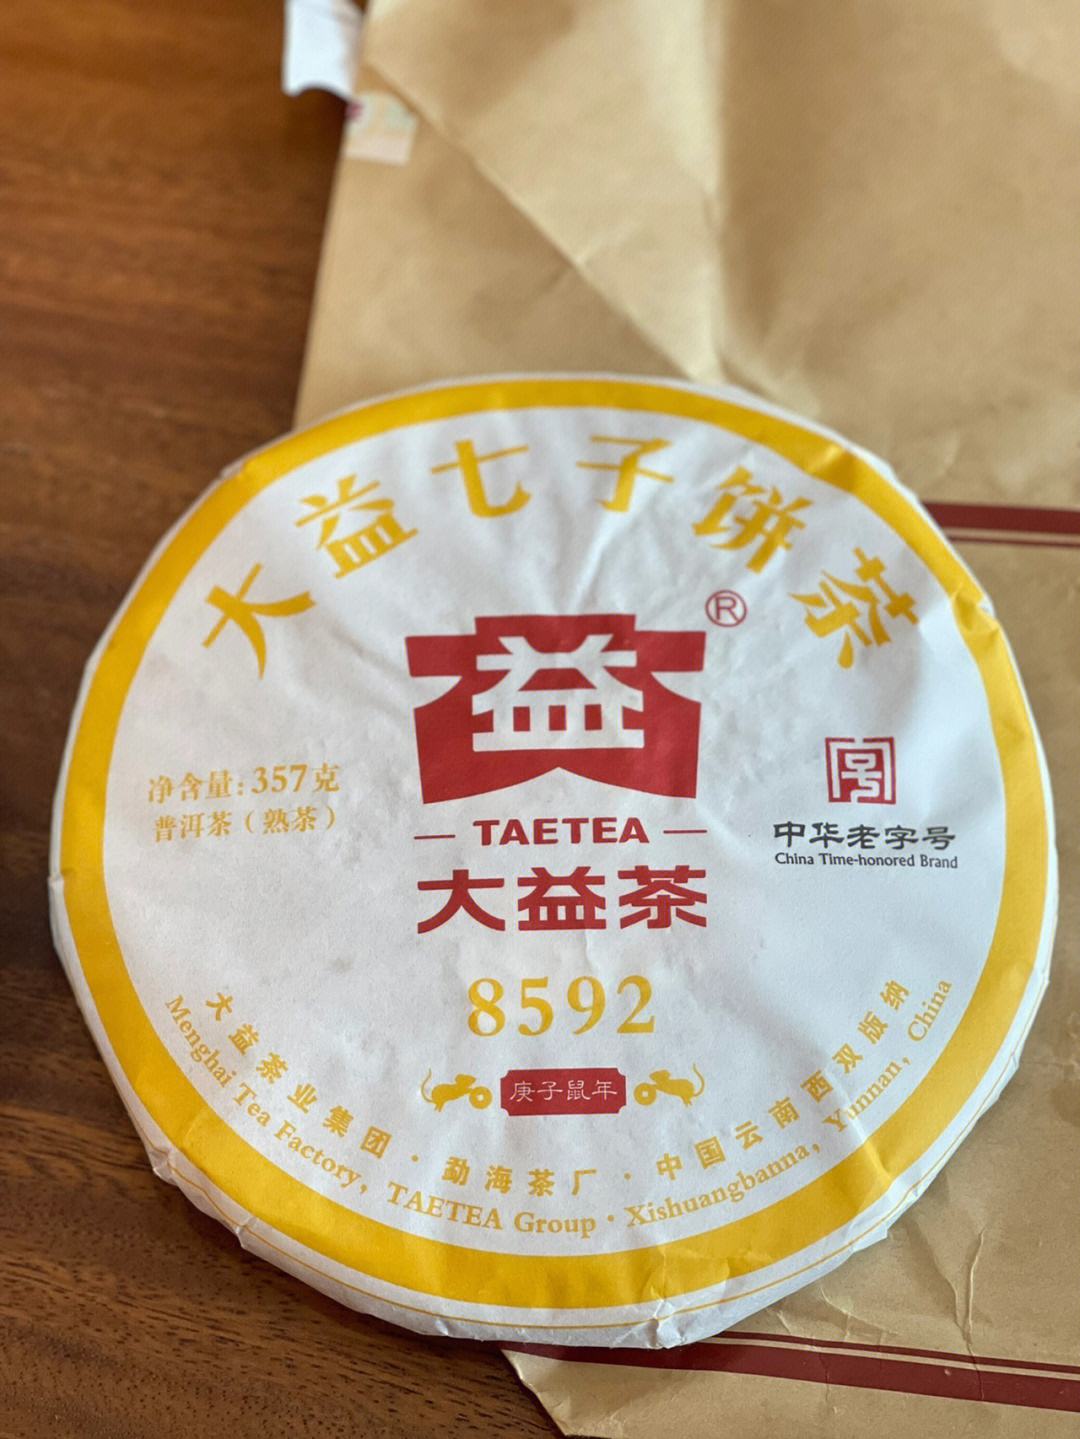 大益七子饼茶
益®
净含量:357克
普洱茶（熟茶）
TAETEA
大益茶
号
中华老字号
China Time-honored Brand
8592
庚子鼠年
大益茶业集团·勐海茶厂·中国云南西双版纳
Menghai Tea Factory, TAETEA Group·Xishuangbanna, Yunnan, China